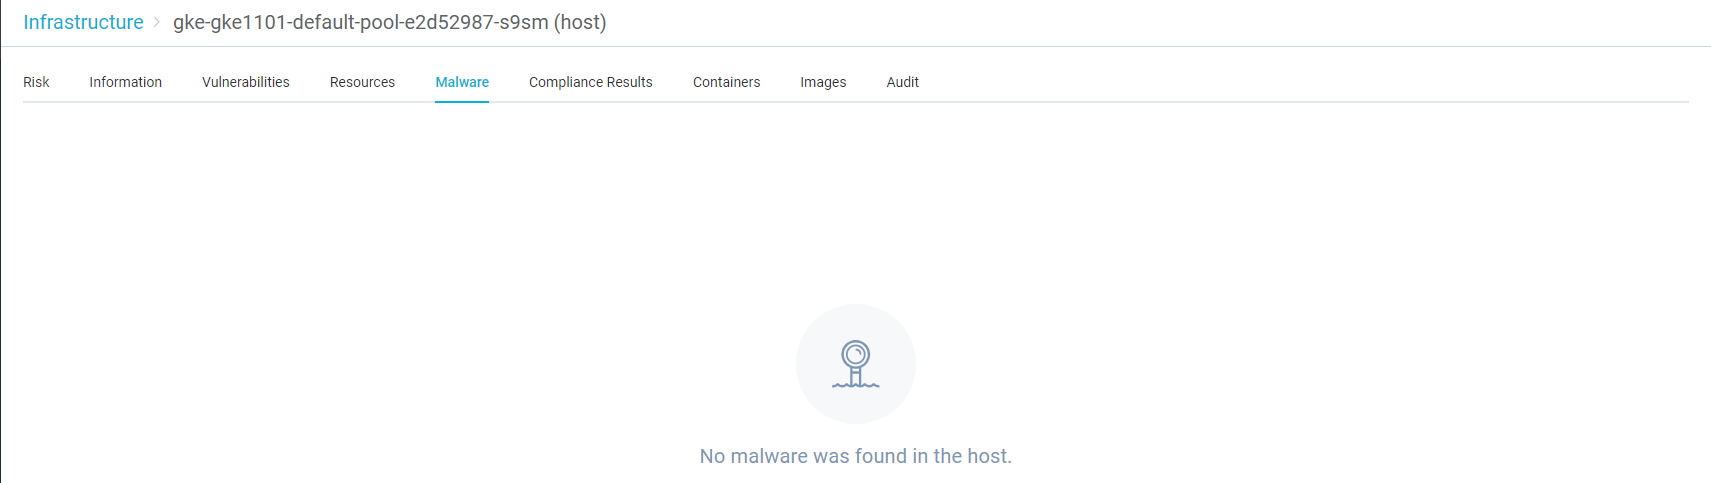 Infrastructure > gke-gke1101-default-pool-e2d52987-s9sm (host)
Risk Information Vulnerabilities Resources Malware Compliance Results Containers Images Audit
No malware was found in the host.